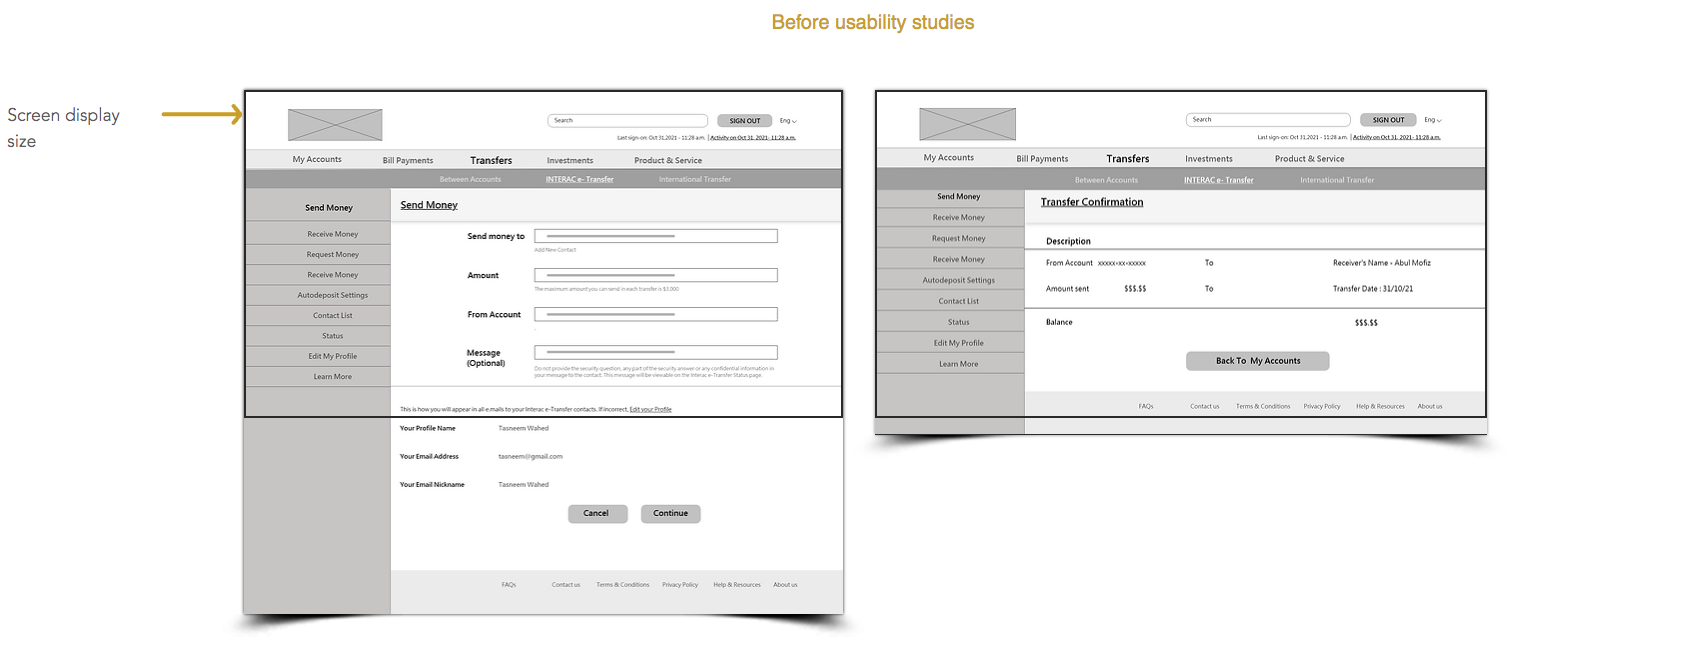 Before usability studies
Screen display
size
Search
SIGN OUT
Eng
Last sign-on: Oct 31,2021 - 11:28 a.m. | Activity on Oct 31, 2021- 11:28 a.m.
My Accounts
Bill Payments
Transfers
Investments
Product & Service
Between Accounts
INTERAC e- Transfer
International Transfer
Send Money
Receive Money
Request Money
Receive Money
Autodeposit Settings
Contact List
Status
Edit My Profile
Learn More
Send Money
Send money to
Add New Contact
Amount
The maximum amount you can send in each transfer is $3,000
From Account
Message
(Optional)
Do not provide the security question, any part of the security answer or any confidential information in
your message to the contact. This message will be viewable on the Interac e-Transfer Status page.
This is how you will appear in all e.mails to your Interac e-Transfer contacts. If incorrect, Edit your Profile
Your Profile Name Tasneem Wahed
Your Email Address tasneem@gmail.com
Your Email Nickname Tasneem Wahed
Cancel
Continue
FAQs
Contact us
Terms & Conditions
Privacy Policy
Help & Resources
About us
Search
SIGN OUT
Eng
Last sign-on: Oct 31,2021 - 11:28 a.m. | Activity on Oct 31, 2021- 11:28 a.m.
My Accounts
Bill Payments
Transfers
Investments
Product & Service
Between Accounts
INTERAC e- Transfer
International Transfer
Send Money
Receive Money
Request Money
Receive Money
Autodeposit Settings
Contact List
Status
Edit My Profile
Learn More
Transfer Confirmation
Description
From Account xxxxx-xx-xxxxx To Receiver's Name - Abul Mofiz
Amount sent $$$.$$ To Transfer Date : 31/10/21
Balance $$$.$$
Back To My Accounts
FAQs
Contact us
Terms & Conditions
Privacy Policy
Help & Resources
About us